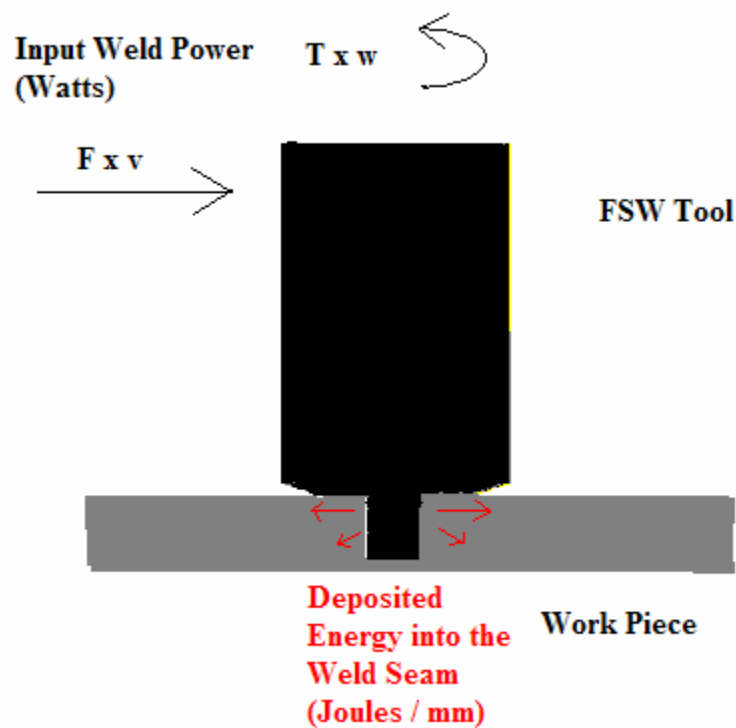 Input Weld Power
(Watts)
T x w
F x v
FSW Tool
Deposited
Energy into the
Weld Seam
(Joules / mm)
Work Piece